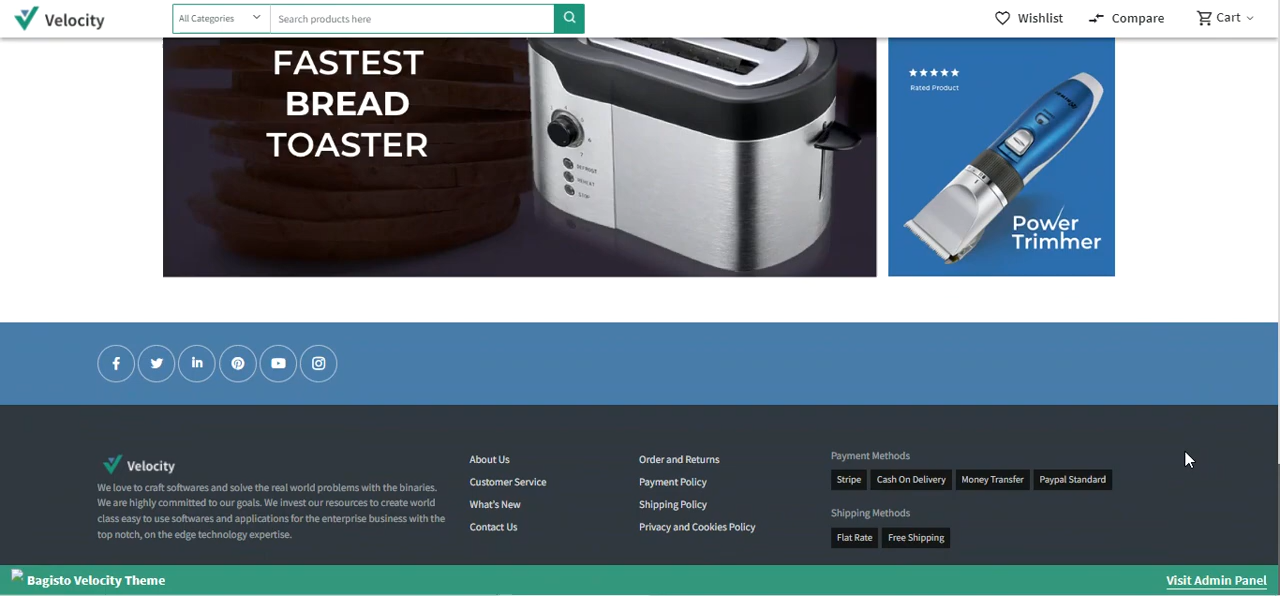 Velocity
All Categories
Search products here
Wishlist
Compare
Cart
FASTEST
BREAD
TOASTER
DEFROST
REHEAT
STOP
Rated Product
Power
Trimmer
Velocity
We love to craft softwares and solve the real world problems with the binaries.
We are highly committed to our goals. We invest our resources to create world
class easy to use softwares and applications for the enterprise business with the
top notch, on the edge technology expertise.
About Us
Customer Service
What's New
Contact Us
Order and Returns
Payment Policy
Shipping Policy
Privacy and Cookies Policy
Payment Methods
Stripe
Cash On Delivery
Money Transfer
Paypal Standard
Shipping Methods
Flat Rate
Free Shipping
Bagisto Velocity Theme
Visit Admin Panel